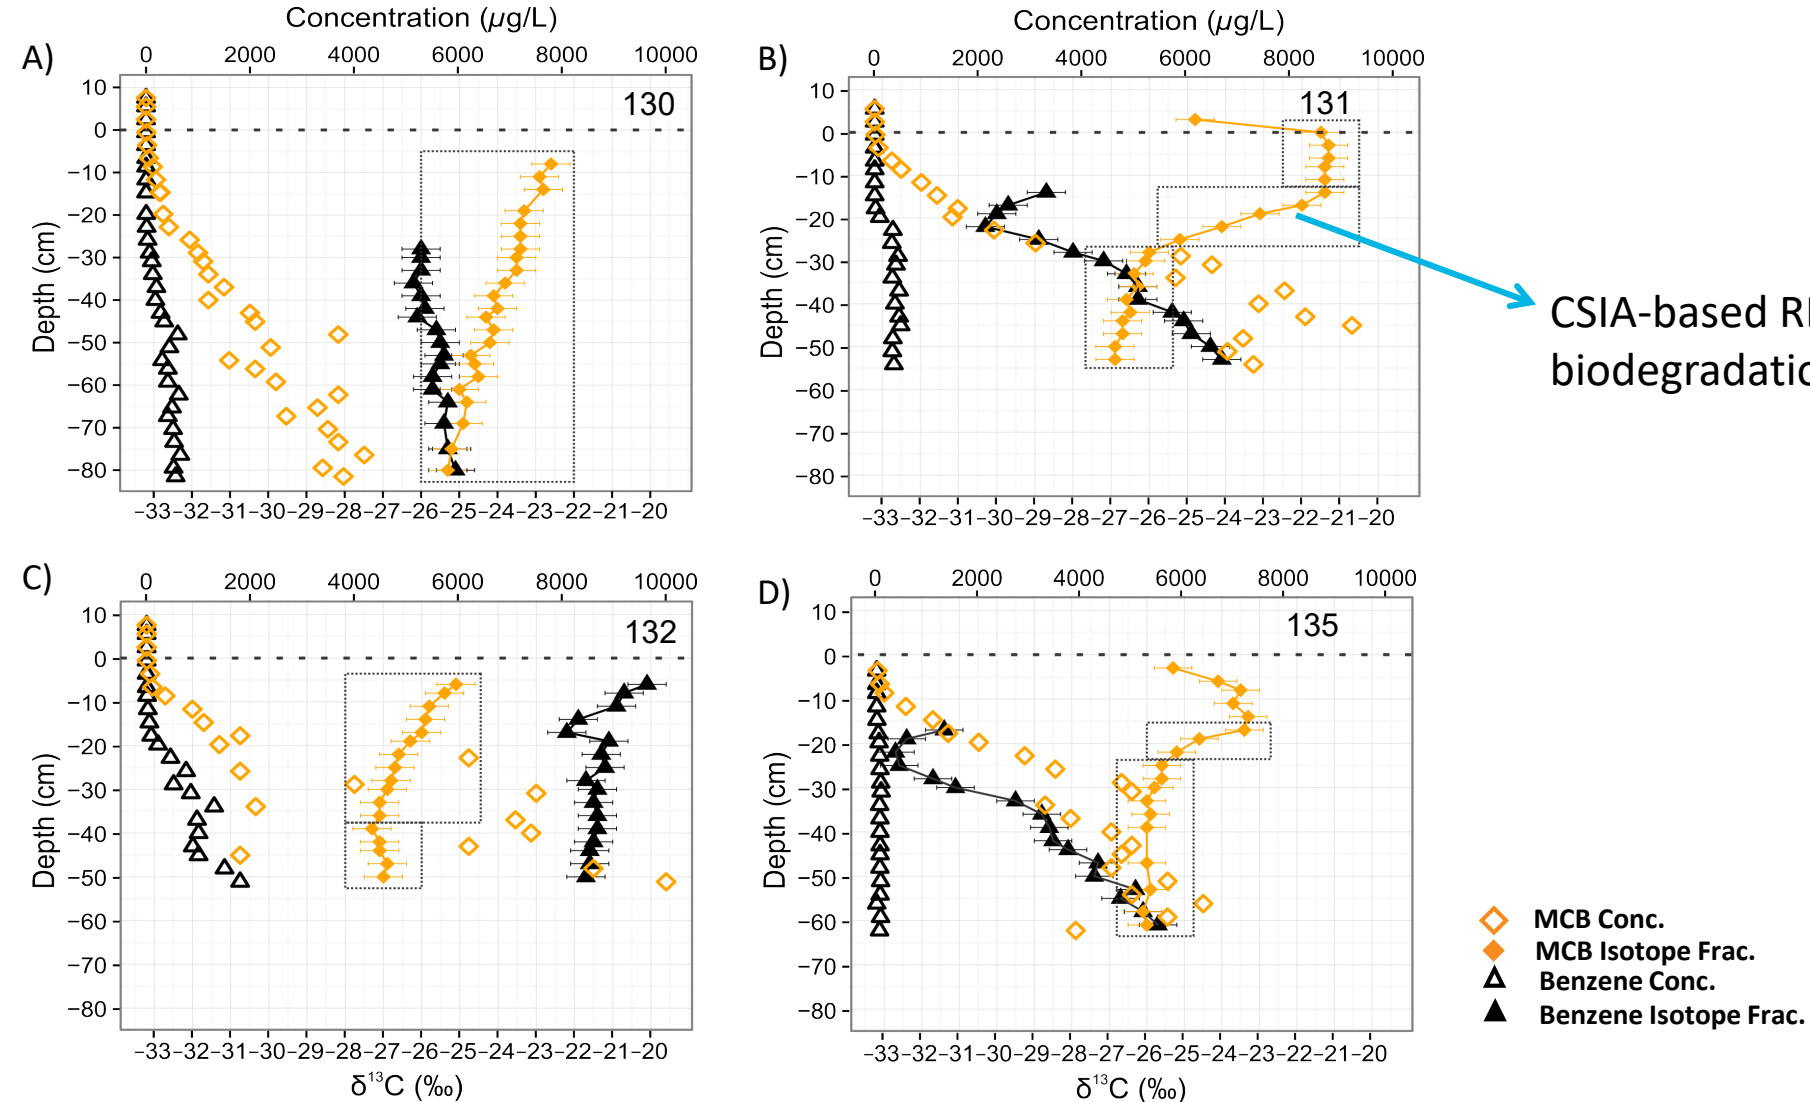 Concentration (µg/L)
Concentration (µg/L)
A)
0 2000 4000 6000 8000 10000
B)
0 2000 4000 6000 8000 10000
130
131
10
0
−10
−20
−30
−40
−50
−60
−70
−80
Depth (cm)
10
0
−10
−20
−30
−40
−50
−60
−70
−80
Depth (cm)
CSIA-based
−33 −32 −31 −30 −29 −28 −27 −26 −25 −24 −23 −22 −21 −20
−33 −32 −31 −30 −29 −28 −27 −26 −25 −24 −23 −22 −21 −20
C)
0 2000 4000 6000 8000 10000
D)
0 2000 4000 6000 8000 10000
132
135
10
0
−10
−20
−30
−40
−50
−60
−70
−80
Depth (cm)
10
0
−10
−20
−30
−40
−50
−60
−70
−80
Depth (cm)
−33 −32 −31 −30 −29 −28 −27 −26 −25 −24 −23 −22 −21 −20
−33 −32 −31 −30 −29 −28 −27 −26 −25 −24 −23 −22 −21 −20
δ¹³C (‰)
δ¹³C (‰)
MCB Conc.
MCB Isotope Frac.
Benzene Conc.
Benzene Isotope Frac.